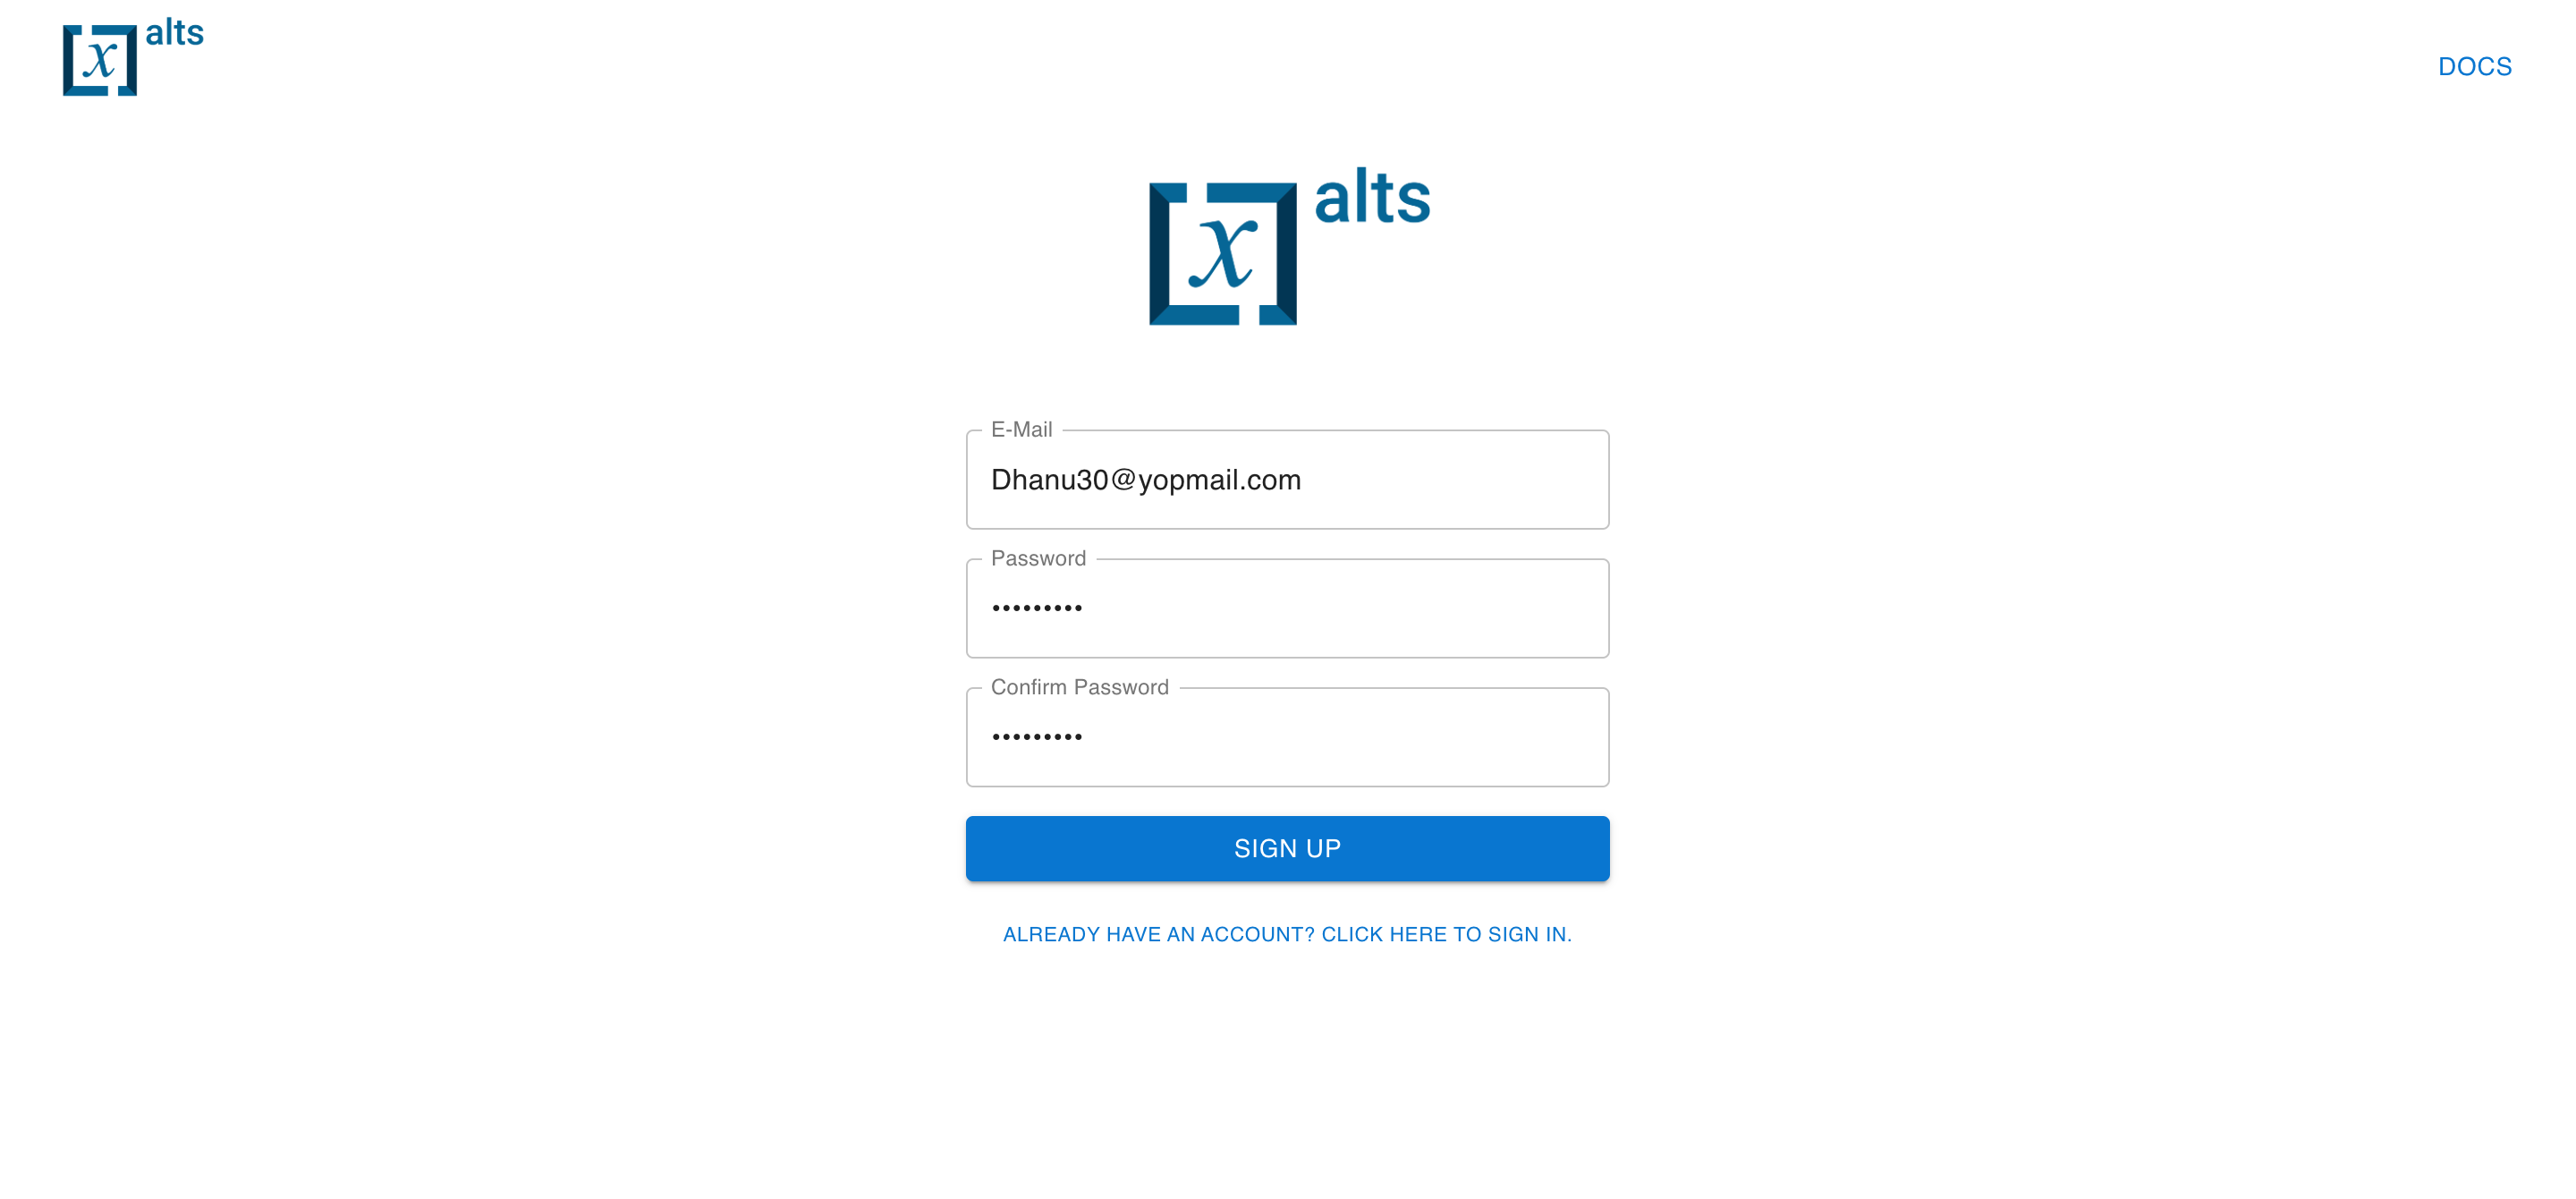 [x] alts
DOCS
[x] alts
E-Mail
Dhanu30@yopmail.com
Password
•••••••••
Confirm Password
•••••••••
SIGN UP
ALREADY HAVE AN ACCOUNT? CLICK HERE TO SIGN IN.